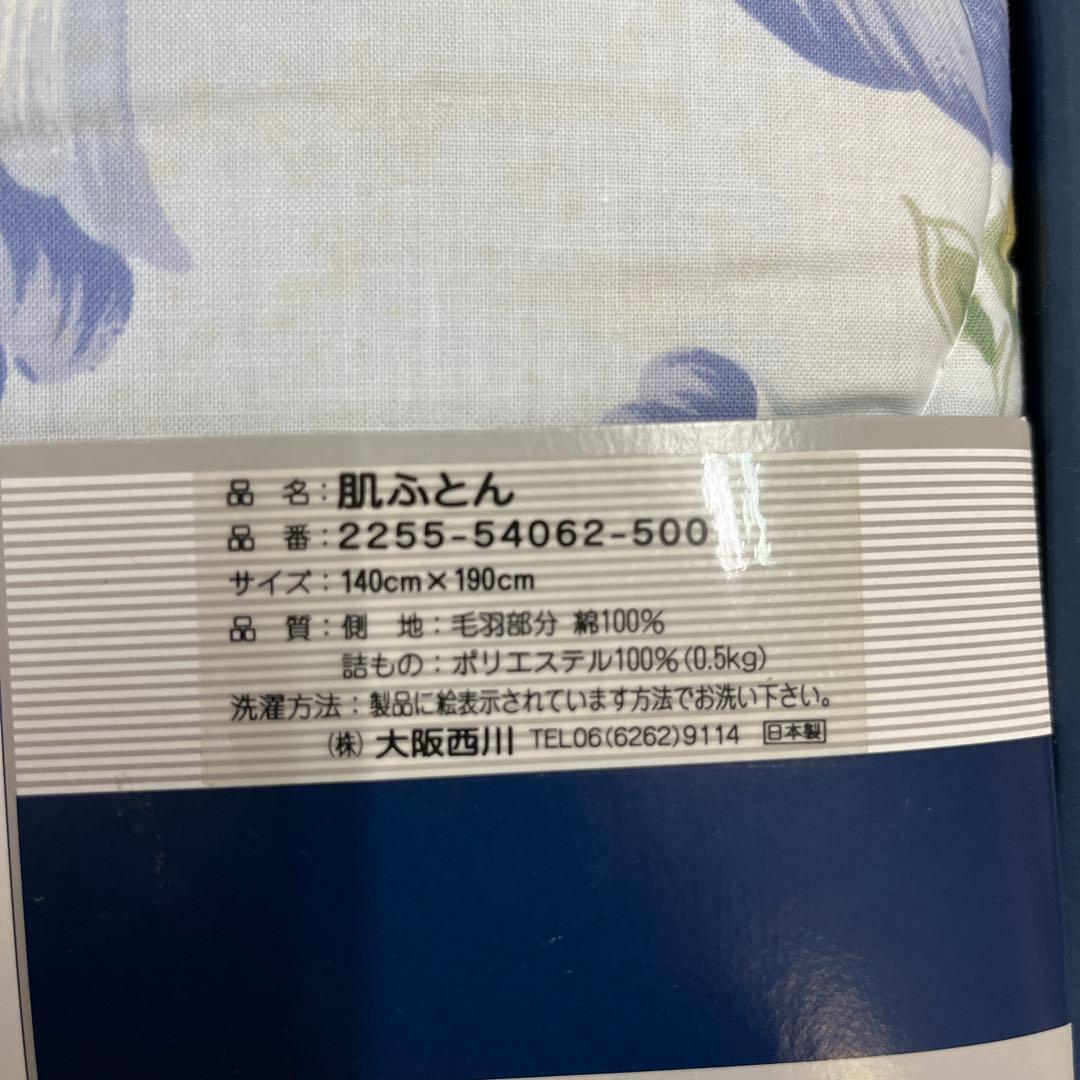 品 名：肌ふとん
品 番：2255-54062-500
サイズ：140cm×190cm
品 質：側 地：毛羽部分 綿100%
詰もの：ポリエステル100%(0.5kg)
洗濯方法：製品に絵表示されています方法でお洗い下さい。
(株) 大阪西川 TEL06(6262)9114 日本製